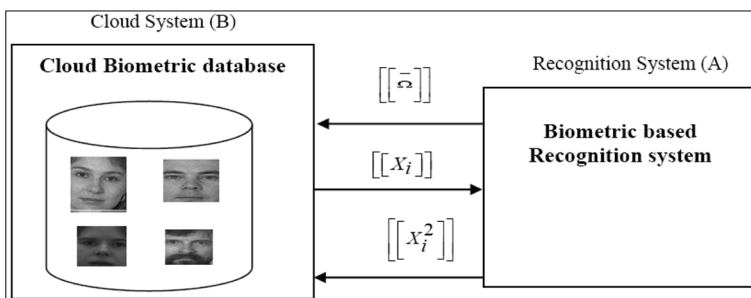 Cloud System (B)
Cloud Biometric database
Recognition System (A)
[[Ω̄]]
Biometric based
Recognition system
[[X_i]]
[[X_i^2]]